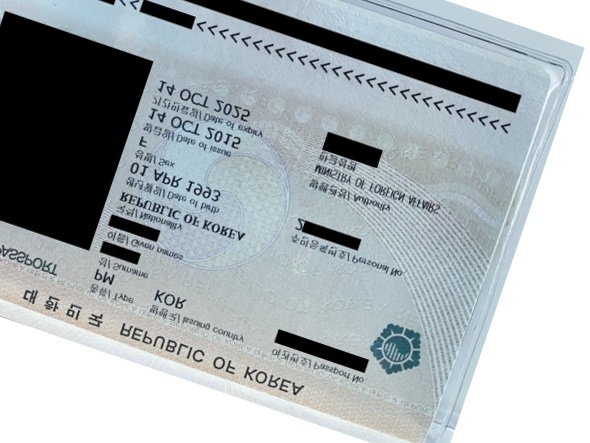 대한민국 REPUBLIC OF KOREA
PASSPORT
종류/ Type 발행국/ Issuing country 여권번호/ Passport No.
PM KOR
성/ Surname
이름/ Given names
국적/ Nationality 주민등록번호/ Personal No.
REPUBLIC OF KOREA 2
생년월일/ Date of birth
01 APR 1993
성별/ Sex 발행관청/ Authority
F MINISTRY OF FOREIGN AFFAIRS
발급일/ Date of issue 한글성명
14 OCT 2015
기간만료일/ Date of expiry
14 OCT 2025